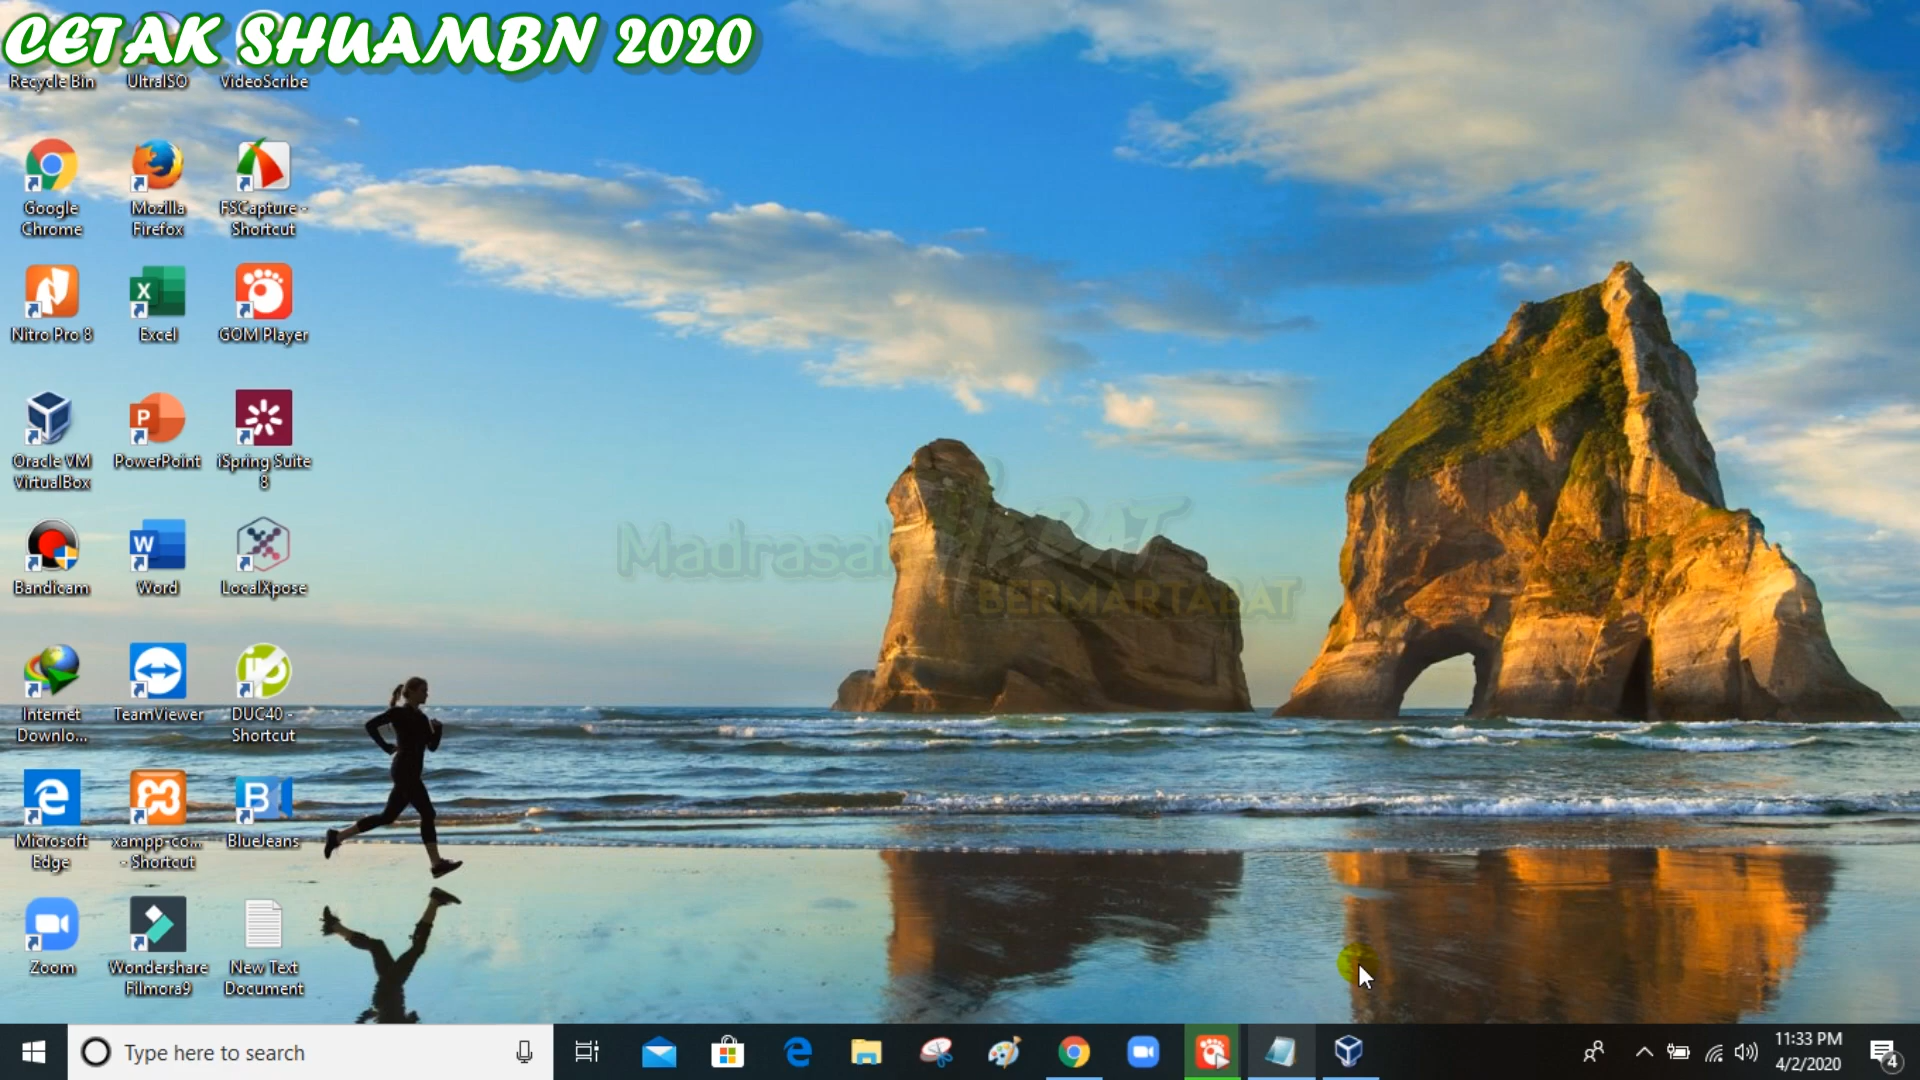 CETAK SHUAMBN 2020
Recycle Bin
UltraISO
VideoScribe
Google
Chrome
Mozilla
Firefox
FSCapture -
Shortcut
Nitro Pro 8
Excel
GOM Player
Oracle VM
VirtualBox
PowerPoint
iSpring Suite
8
Bandicam
Word
LocalXpose
Internet
Downlo...
TeamViewer
DUC40 -
Shortcut
Microsoft
Edge
xampp-co...
- Shortcut
BlueJeans
Zoom
Wondershare
Filmora9
New Text
Document
Madrasah HEBAT
BERMARTABAT
Type here to search
11:33 PM
4/2/2020
4